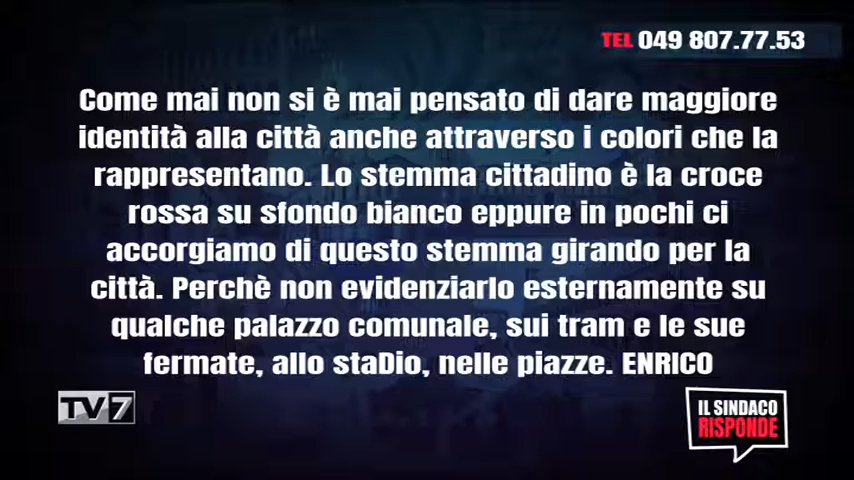 TEL 049 807.77.53
Come mai non si è mai pensato di dare maggiore
identità alla città anche attraverso i colori che la
rappresentano. Lo stemma cittadino è la croce
rossa su sfondo bianco eppure in pochi ci
accorgiamo di questo stemma girando per la
città. Perchè non evidenziarlo esternamente su
qualche palazzo comunale, sui tram e le sue
fermate, allo staDio, nelle piazze. ENRICO
TV7
IL SINDACO
RISPONDE